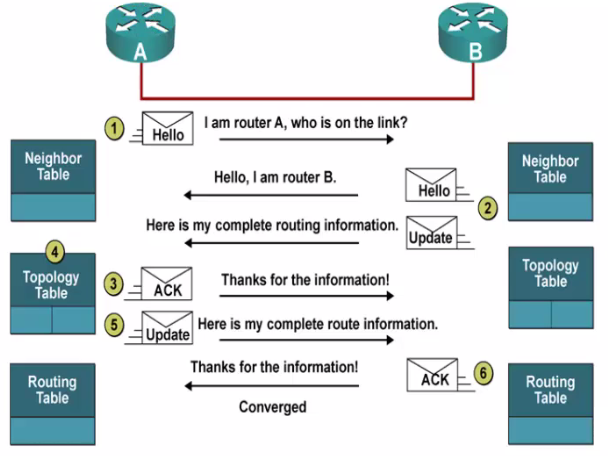 A
B
1
Hello
I am router A, who is on the link?
Neighbor
Table
Neighbor
Table
Hello, I am router B.
Hello
2
Here is my complete routing information.
Update
4
Topology
Table
Topology
Table
3
ACK
Thanks for the information!
5
Update
Here is my complete route information.
Thanks for the information!
ACK
6
Converged
Routing
Table
Routing
Table